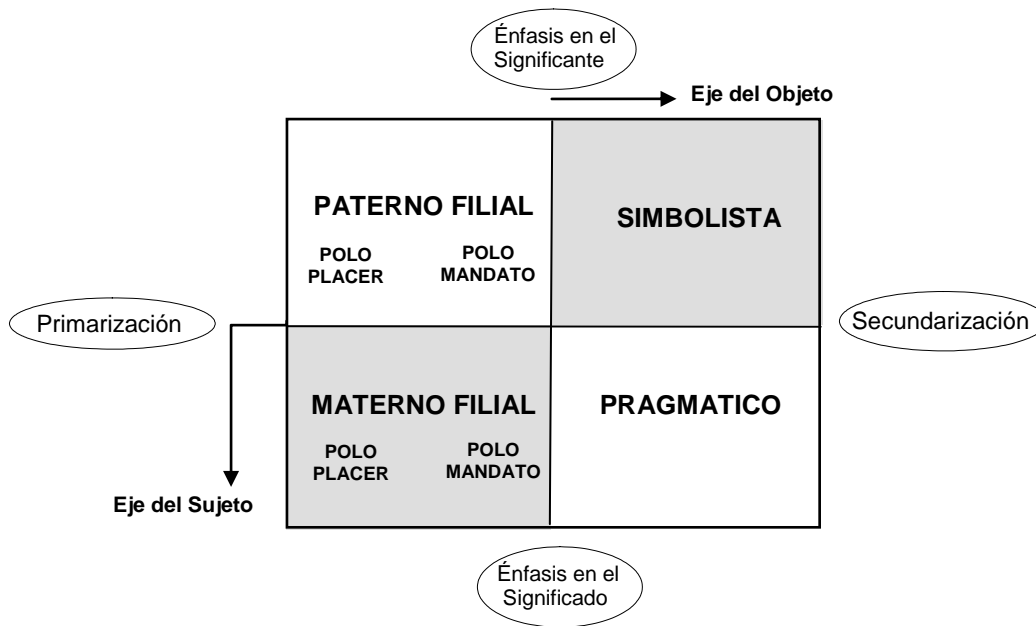 Énfasis en el
Significante
Eje del Objeto
PATERNO FILIAL
SIMBOLISTA
POLO
PLACER
POLO
MANDATO
Primarización
Secundarización
MATERNO FILIAL
PRAGMATICO
POLO
PLACER
POLO
MANDATO
Eje del Sujeto
Énfasis en el
Significado